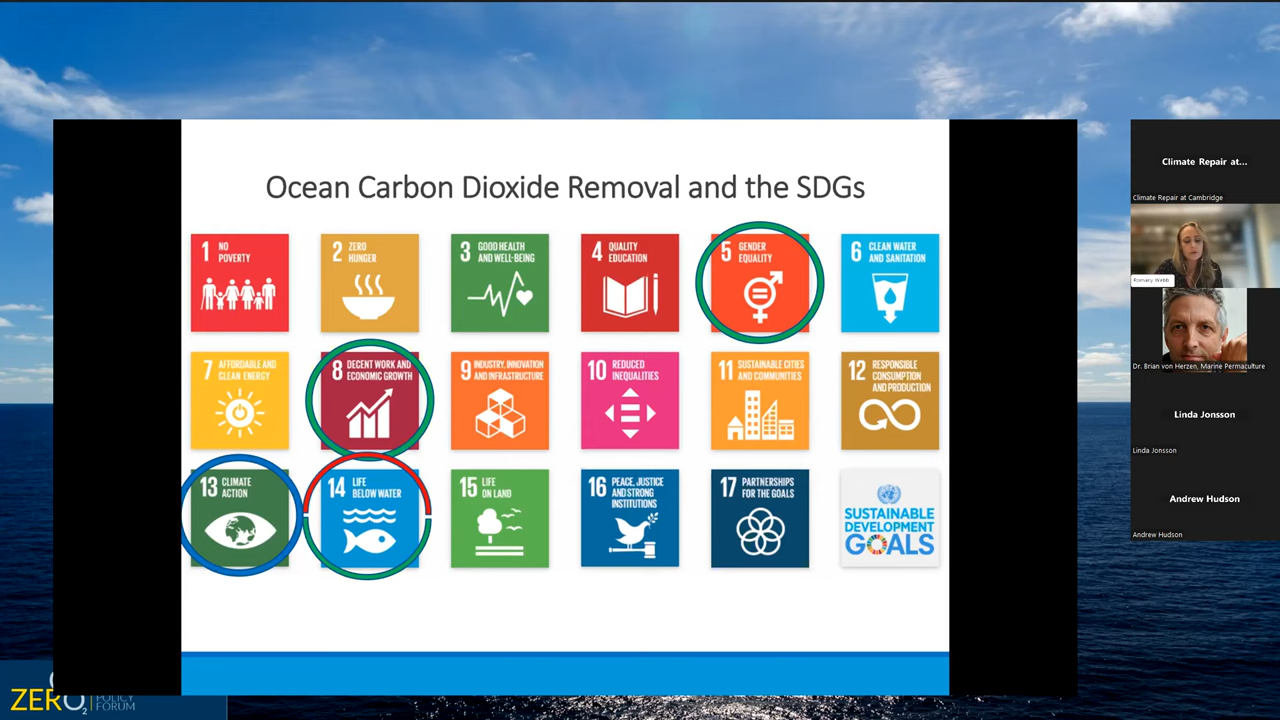 Ocean Carbon Dioxide Removal and the SDGs
1 NO
POVERTY
2 ZERO
HUNGER
3 GOOD HEALTH
AND WELL-BEING
4 QUALITY
EDUCATION
5 GENDER
EQUALITY
6 CLEAN WATER
AND SANITATION
7 AFFORDABLE AND
CLEAN ENERGY
8 DECENT WORK AND
ECONOMIC GROWTH
9 INDUSTRY, INNOVATION
AND INFRASTRUCTURE
10 REDUCED
INEQUALITIES
11 SUSTAINABLE CITIES
AND COMMUNITIES
12 RESPONSIBLE
CONSUMPTION
AND PRODUCTION
13 CLIMATE
ACTION
14 LIFE
BELOW WATER
15 LIFE
ON LAND
16 PEACE, JUSTICE
AND STRONG
INSTITUTIONS
17 PARTNERSHIPS
FOR THE GOALS
SUSTAINABLE
DEVELOPMENT
GOALS
Climate Repair at...
Climate Repair at Cambridge
Romany Webb
Dr. Brian von Herzen, Marine Permaculture
Linda Jonsson
Linda Jonsson
Andrew Hudson
Andrew Hudson
ZERO2 POLICY
FORUM